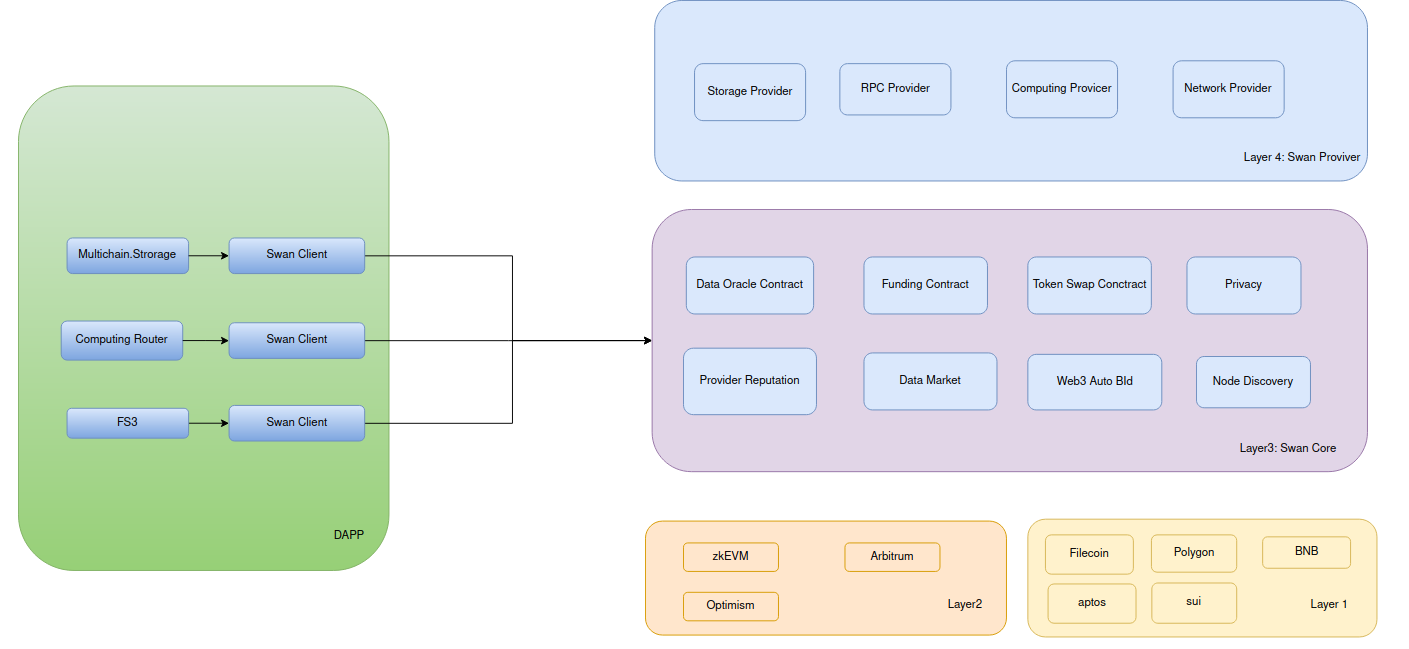 Storage Provider
RPC Provider
Computing Provicer
Network Provider
Layer 4: Swan Proviver
Multichain.Strorage
Swan Client
Computing Router
Swan Client
FS3
Swan Client
DAPP
Data Oracle Contract
Funding Contract
Token Swap Conctract
Privacy
Provider Reputation
Data Market
Web3 Auto BId
Node Discovery
Layer3: Swan Core
zkEVM
Arbitrum
Optimism
Layer2
Filecoin
Polygon
BNB
aptos
sui
Layer 1